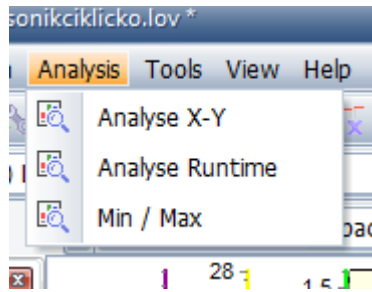 sonikciklicko.lov *
Analysis Tools View Help
Analyse X-Y
Analyse Runtime
Min / Max
28
1.5